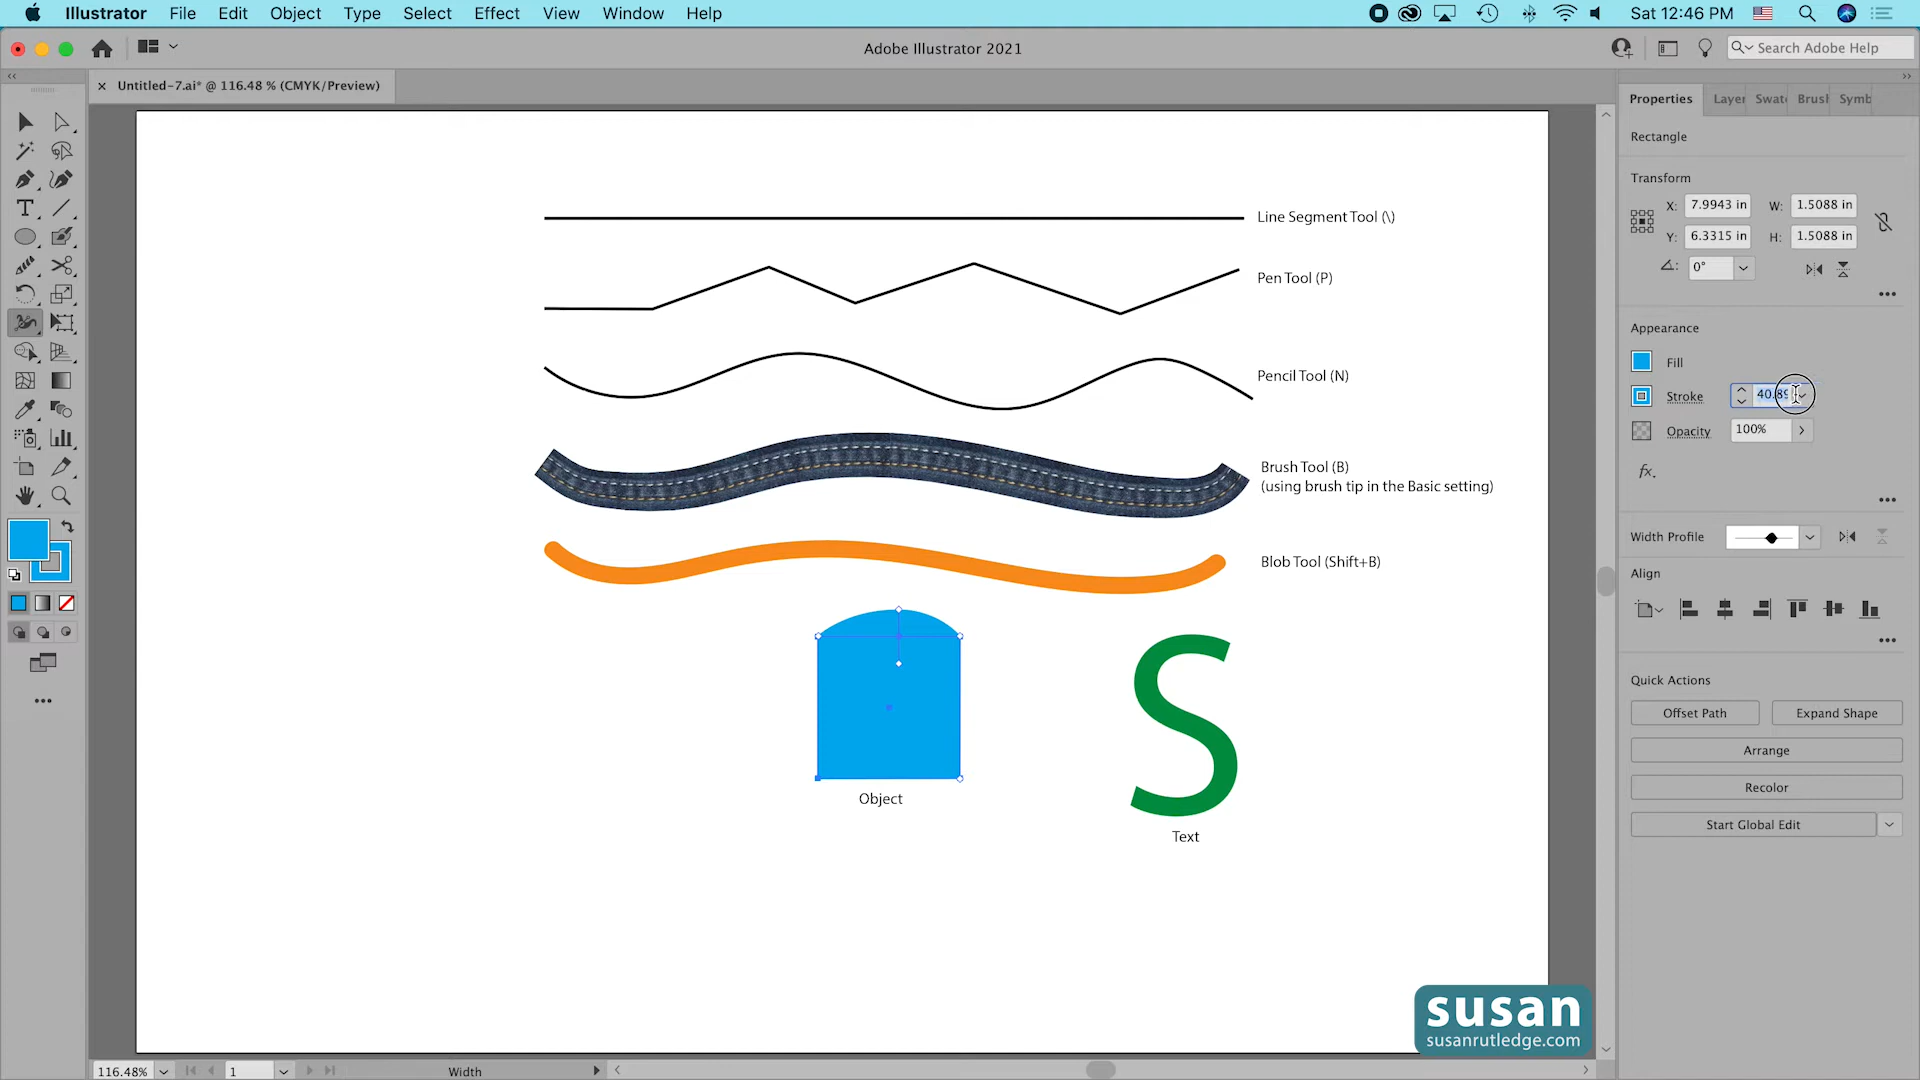 Illustrator File Edit Object Type Select Effect View Window Help
Sat 12:46 PM
Adobe Illustrator 2021
Search Adobe Help
Untitled-7.ai* @ 116.48 % (CMYK/Preview)
Line Segment Tool (\)
Pen Tool (P)
Pencil Tool (N)
Brush Tool (B)
(using brush tip in the Basic setting)
Blob Tool (Shift+B)
S
Object
Text
susan
susanrutledge.com
116.48%
1
Width
Properties Layer Swatc Brush Symb
Rectangle
Transform
X: 7.9943 in W: 1.5088 in
Y: 6.3315 in H: 1.5088 in
0°
Appearance
Fill
Stroke 40.89
Opacity 100%
fx.
Width Profile
Align
Quick Actions
Offset Path Expand Shape
Arrange
Recolor
Start Global Edit